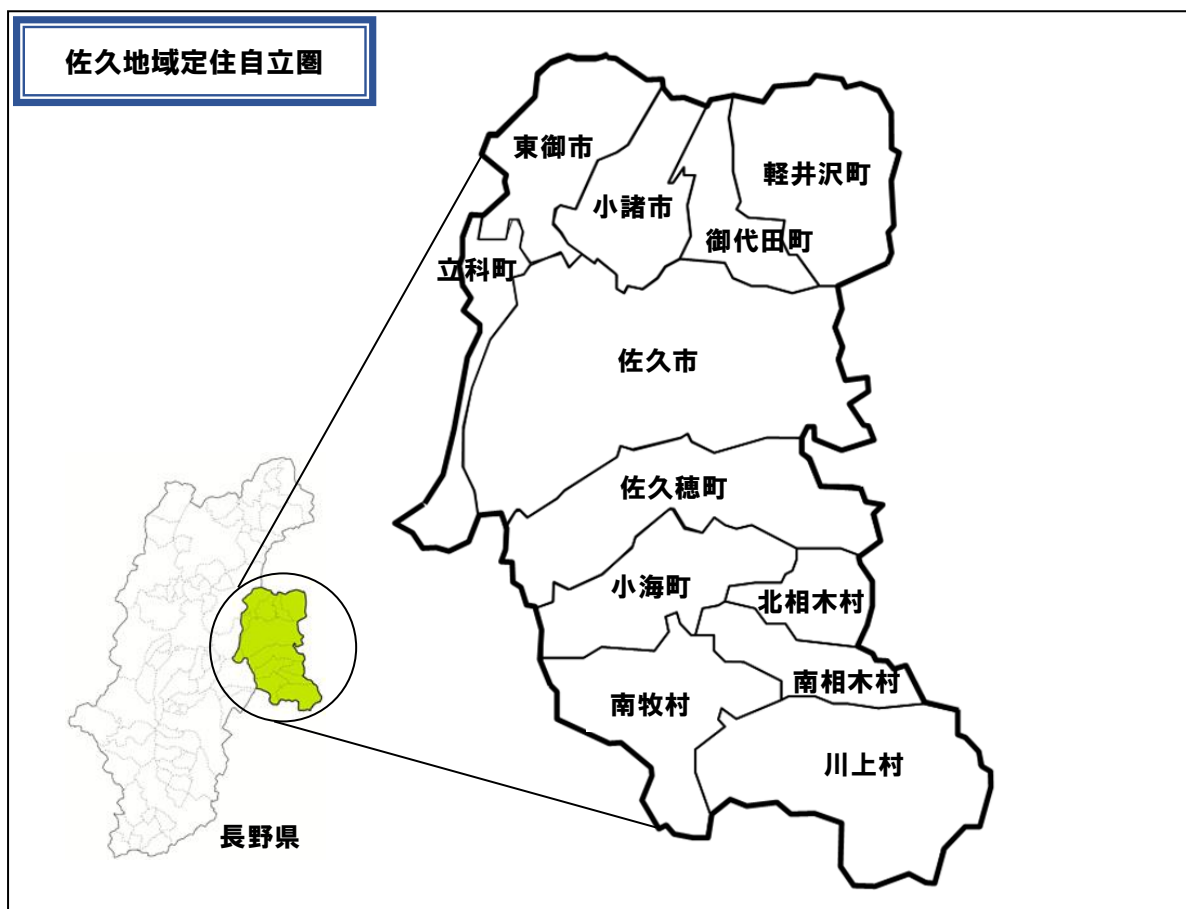 佐久地域定住自立圏
東御市
軽井沢町
小諸市
御代田町
立科町
佐久市
佐久穂町
小海町
北相木村
南相木村
南牧村
川上村
長野県